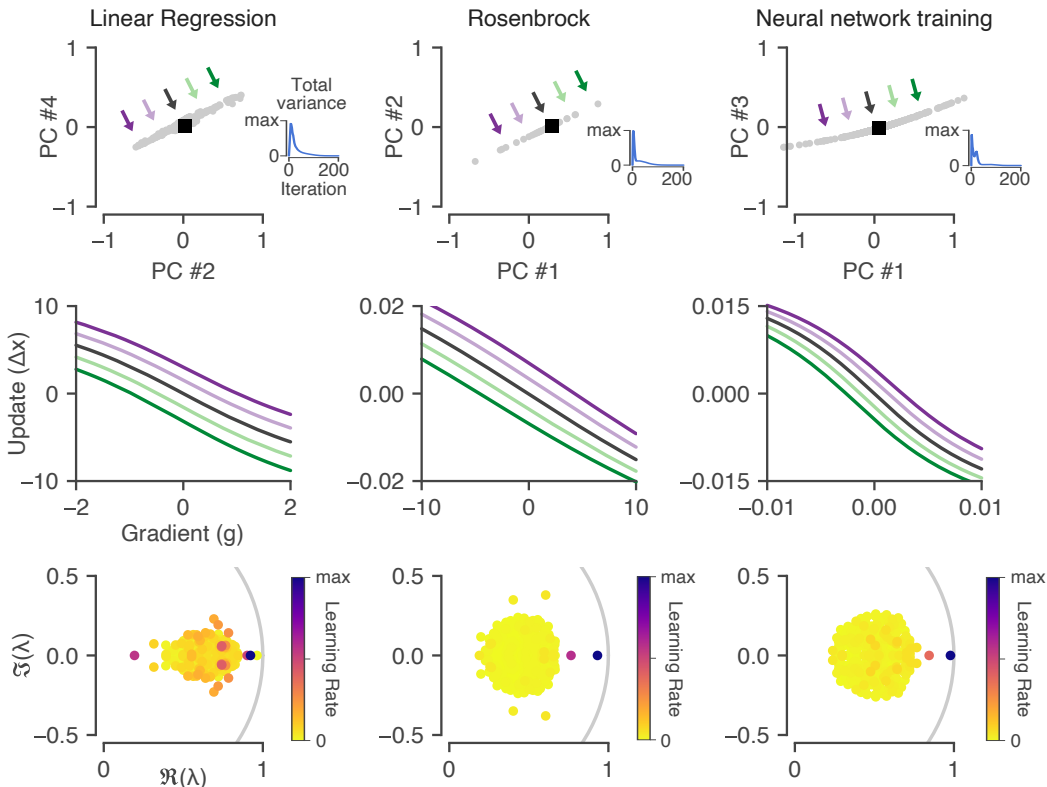 Linear Regression
Rosenbrock
Neural network training
1
0
−1
PC #4
−1
0
1
PC #2
Total
variance
max
0
0
200
Iteration
1
0
−1
PC #2
−1
0
1
PC #1
max
0
0
200
1
0
−1
PC #3
−1
0
1
PC #1
max
0
0
200
10
0
−10
Update (Δx)
−2
0
2
Gradient (g)
0.02
0.00
−0.02
−10
0
10
0.015
0.000
−0.015
−0.01
0.00
0.01
0.5
0.0
−0.5
ℑ(λ)
0
1
ℜ(λ)
max
0
Learning Rate
0.5
0.0
−0.5
0
1
max
0
Learning Rate
0.5
0.0
−0.5
0
1
max
0
Learning Rate